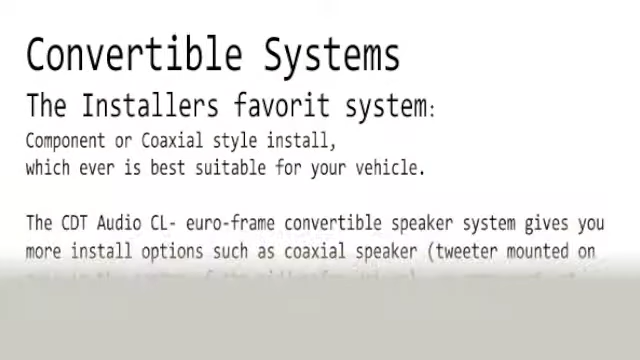 Convertible Systems
The Installers favorit system:
Component or Coaxial style install,
which ever is best suitable for your vehicle.
The CDT Audio CL- euro-frame convertible speaker system gives you
more install options such as coaxial speaker (tweeter mounted on